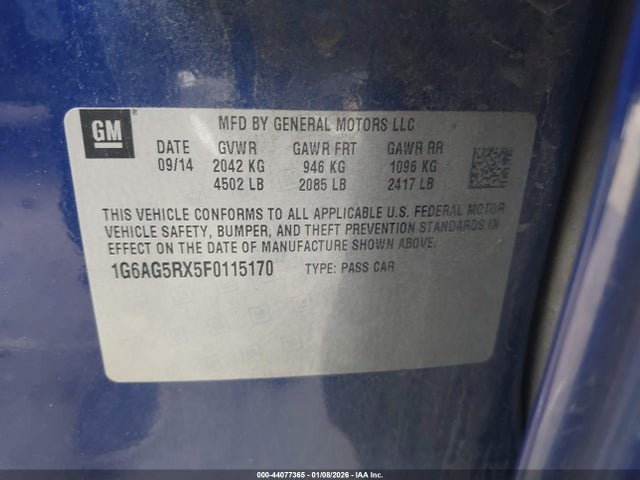 GM
MFD BY GENERAL MOTORS LLC
DATE GVWR GAWR FRT GAWR RR
09/14 2042 KG 946 KG 1096 KG
4502 LB 2085 LB 2417 LB
THIS VEHICLE CONFORMS TO ALL APPLICABLE U.S. FEDERAL MOTOR
VEHICLE SAFETY, BUMPER, AND THEFT PREVENTION STANDARDS IN
EFFECT ON THE DATE OF MANUFACTURE SHOWN ABOVE.
1G6AG5RX5F0115170 TYPE: PASS CAR
000-44077365 - 01/08/2026 - IAA Inc.